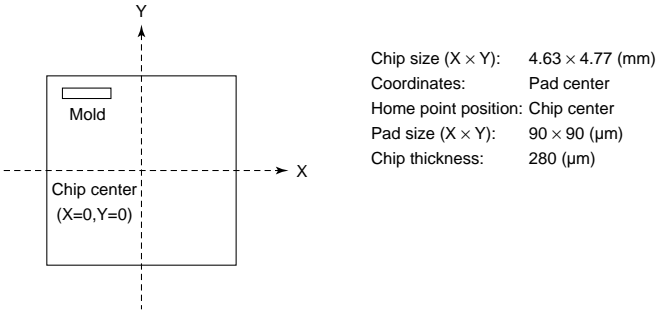 Y
Mold
X
Chip center
(X=0,Y=0)
Chip size (X × Y): 4.63 × 4.77 (mm)
Coordinates: Pad center
Home point position: Chip center
Pad size (X × Y): 90 × 90 (μm)
Chip thickness: 280 (μm)